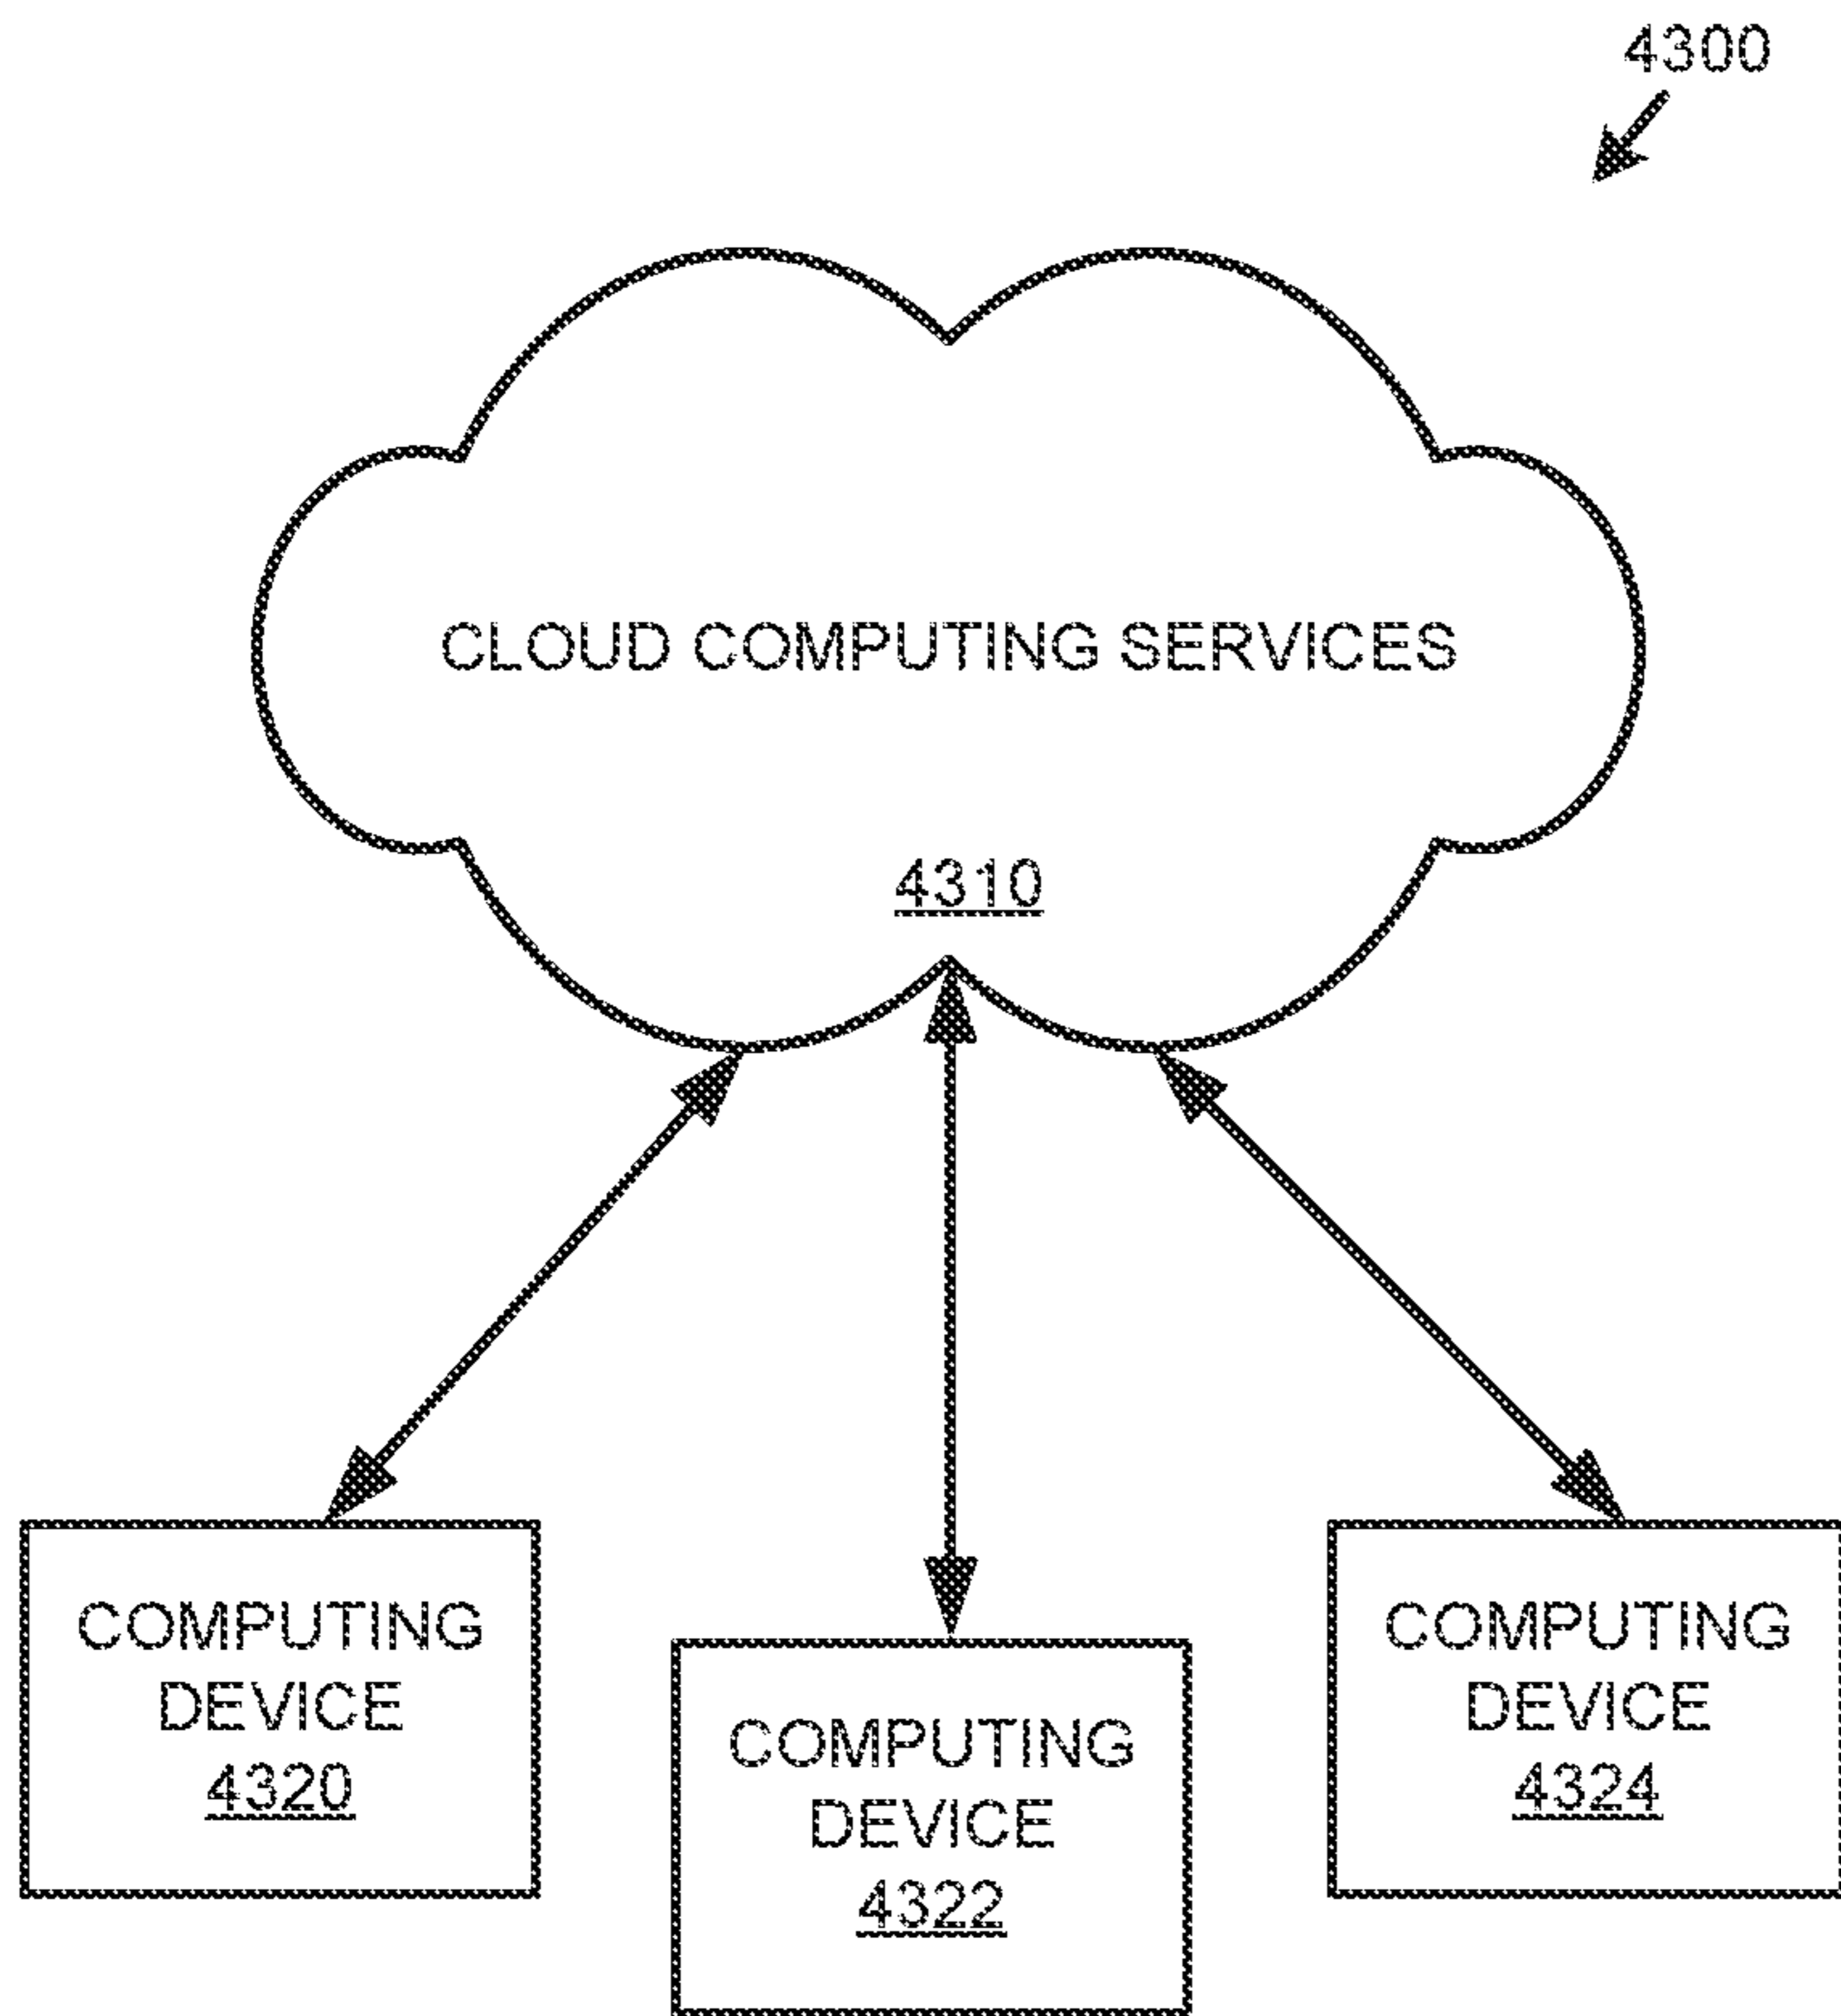 4300
CLOUD COMPUTING SERVICES
4310
COMPUTING
DEVICE
4320
COMPUTING
DEVICE
4322
COMPUTING
DEVICE
4324